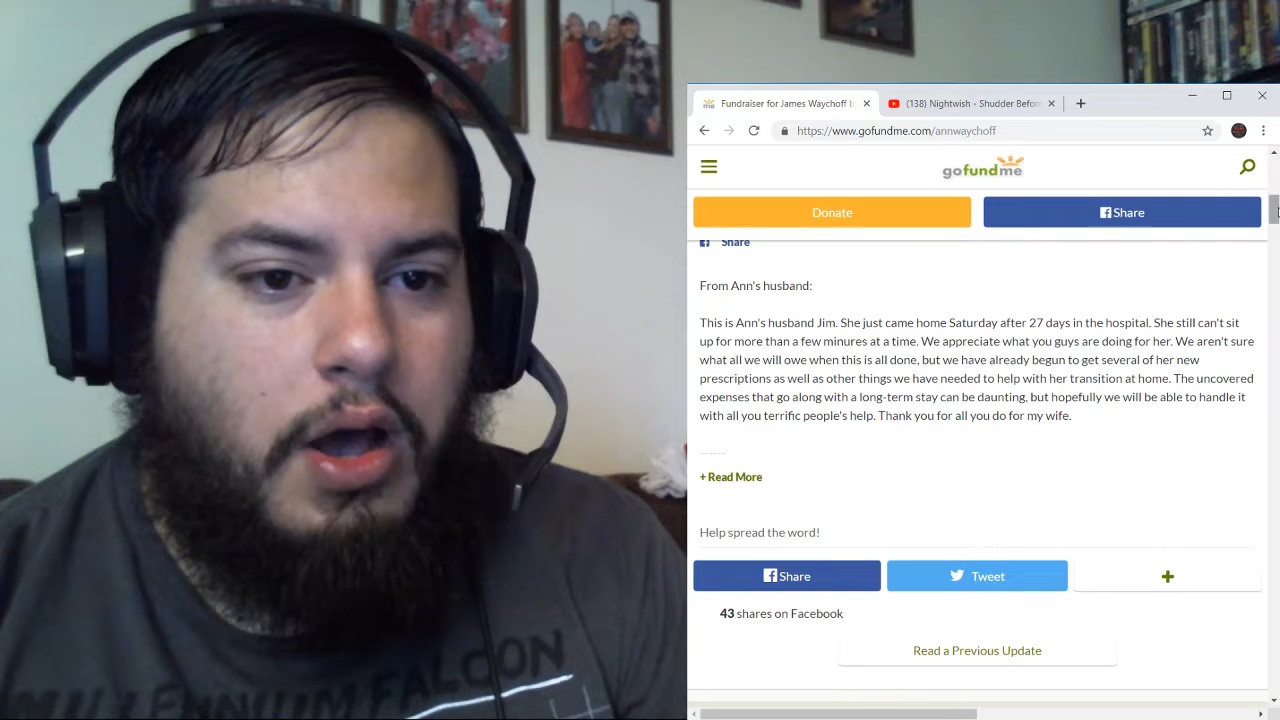 Fundraiser for James Waychoff b
(138) Nightwish - Shudder Befor
https://www.gofundme.com/annwaychoff
gofundme
Donate
Share
Share
From Ann's husband:
This is Ann's husband Jim. She just came home Saturday after 27 days in the hospital. She still can't sit
up for more than a few minures at a time. We appreciate what you guys are doing for her. We aren't sure
what all we will owe when this is all done, but we have already begun to get several of her new
prescriptions as well as other things we have needed to help with her transition at home. The uncovered
expenses that go along with a long-term stay can be daunting, but hopefully we will be able to handle it
with all you terrific people's help. Thank you for all you do for my wife.
------
+ Read More
Help spread the word!
Share
Tweet
43 shares on Facebook
Read a Previous Update
MILLENNIUM FALCON